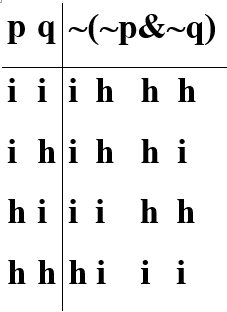 p q ~(~p&~q)
i i i h h h
i h i h h i
h i i i h h
h h h i i i